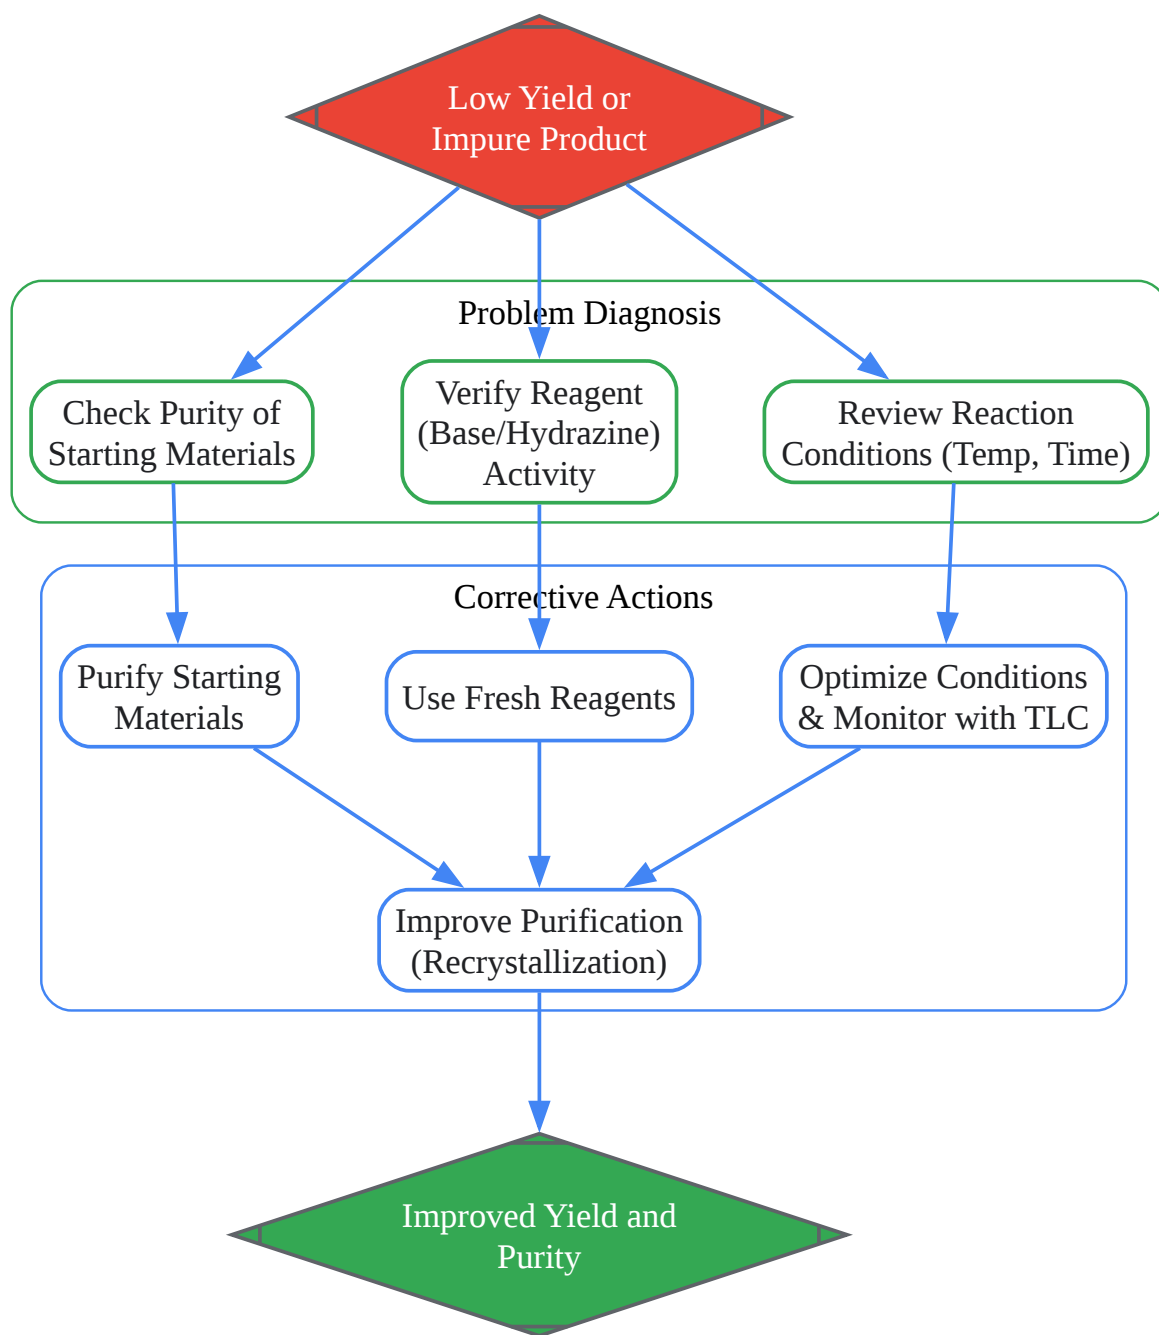 Low Yield or
Impure Product
Problem Diagnosis
Check Purity of
Starting Materials
Verify Reagent
(Base/Hydrazine)
Activity
Review Reaction
Conditions (Temp, Time)
Corrective Actions
Purify Starting
Materials
Use Fresh Reagents
Optimize Conditions
& Monitor with TLC
Improve Purification
(Recrystallization)
Improved Yield and
Purity